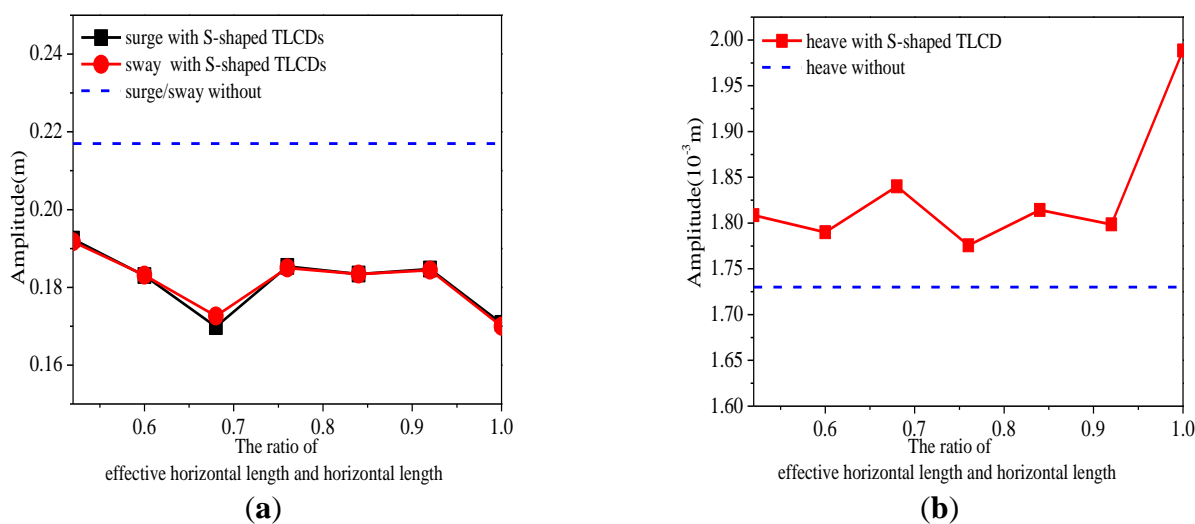 0.24
0.22
0.20
0.18
0.16
Amplitude(m)
surge with S-shaped TLCDs
sway with S-shaped TLCDs
surge/sway without
0.6 0.7 0.8 0.9 1.0
The ratio of
effective horizontal length and horizontal length
(a)
2.00
1.95
1.90
1.85
1.80
1.75
1.70
1.65
1.60
Amplitude(10⁻³ m)
heave with S-shaped TLCD
heave without
0.6 0.7 0.8 0.9 1.0
The ratio of
effective horizontal length and horizontal length
(b)